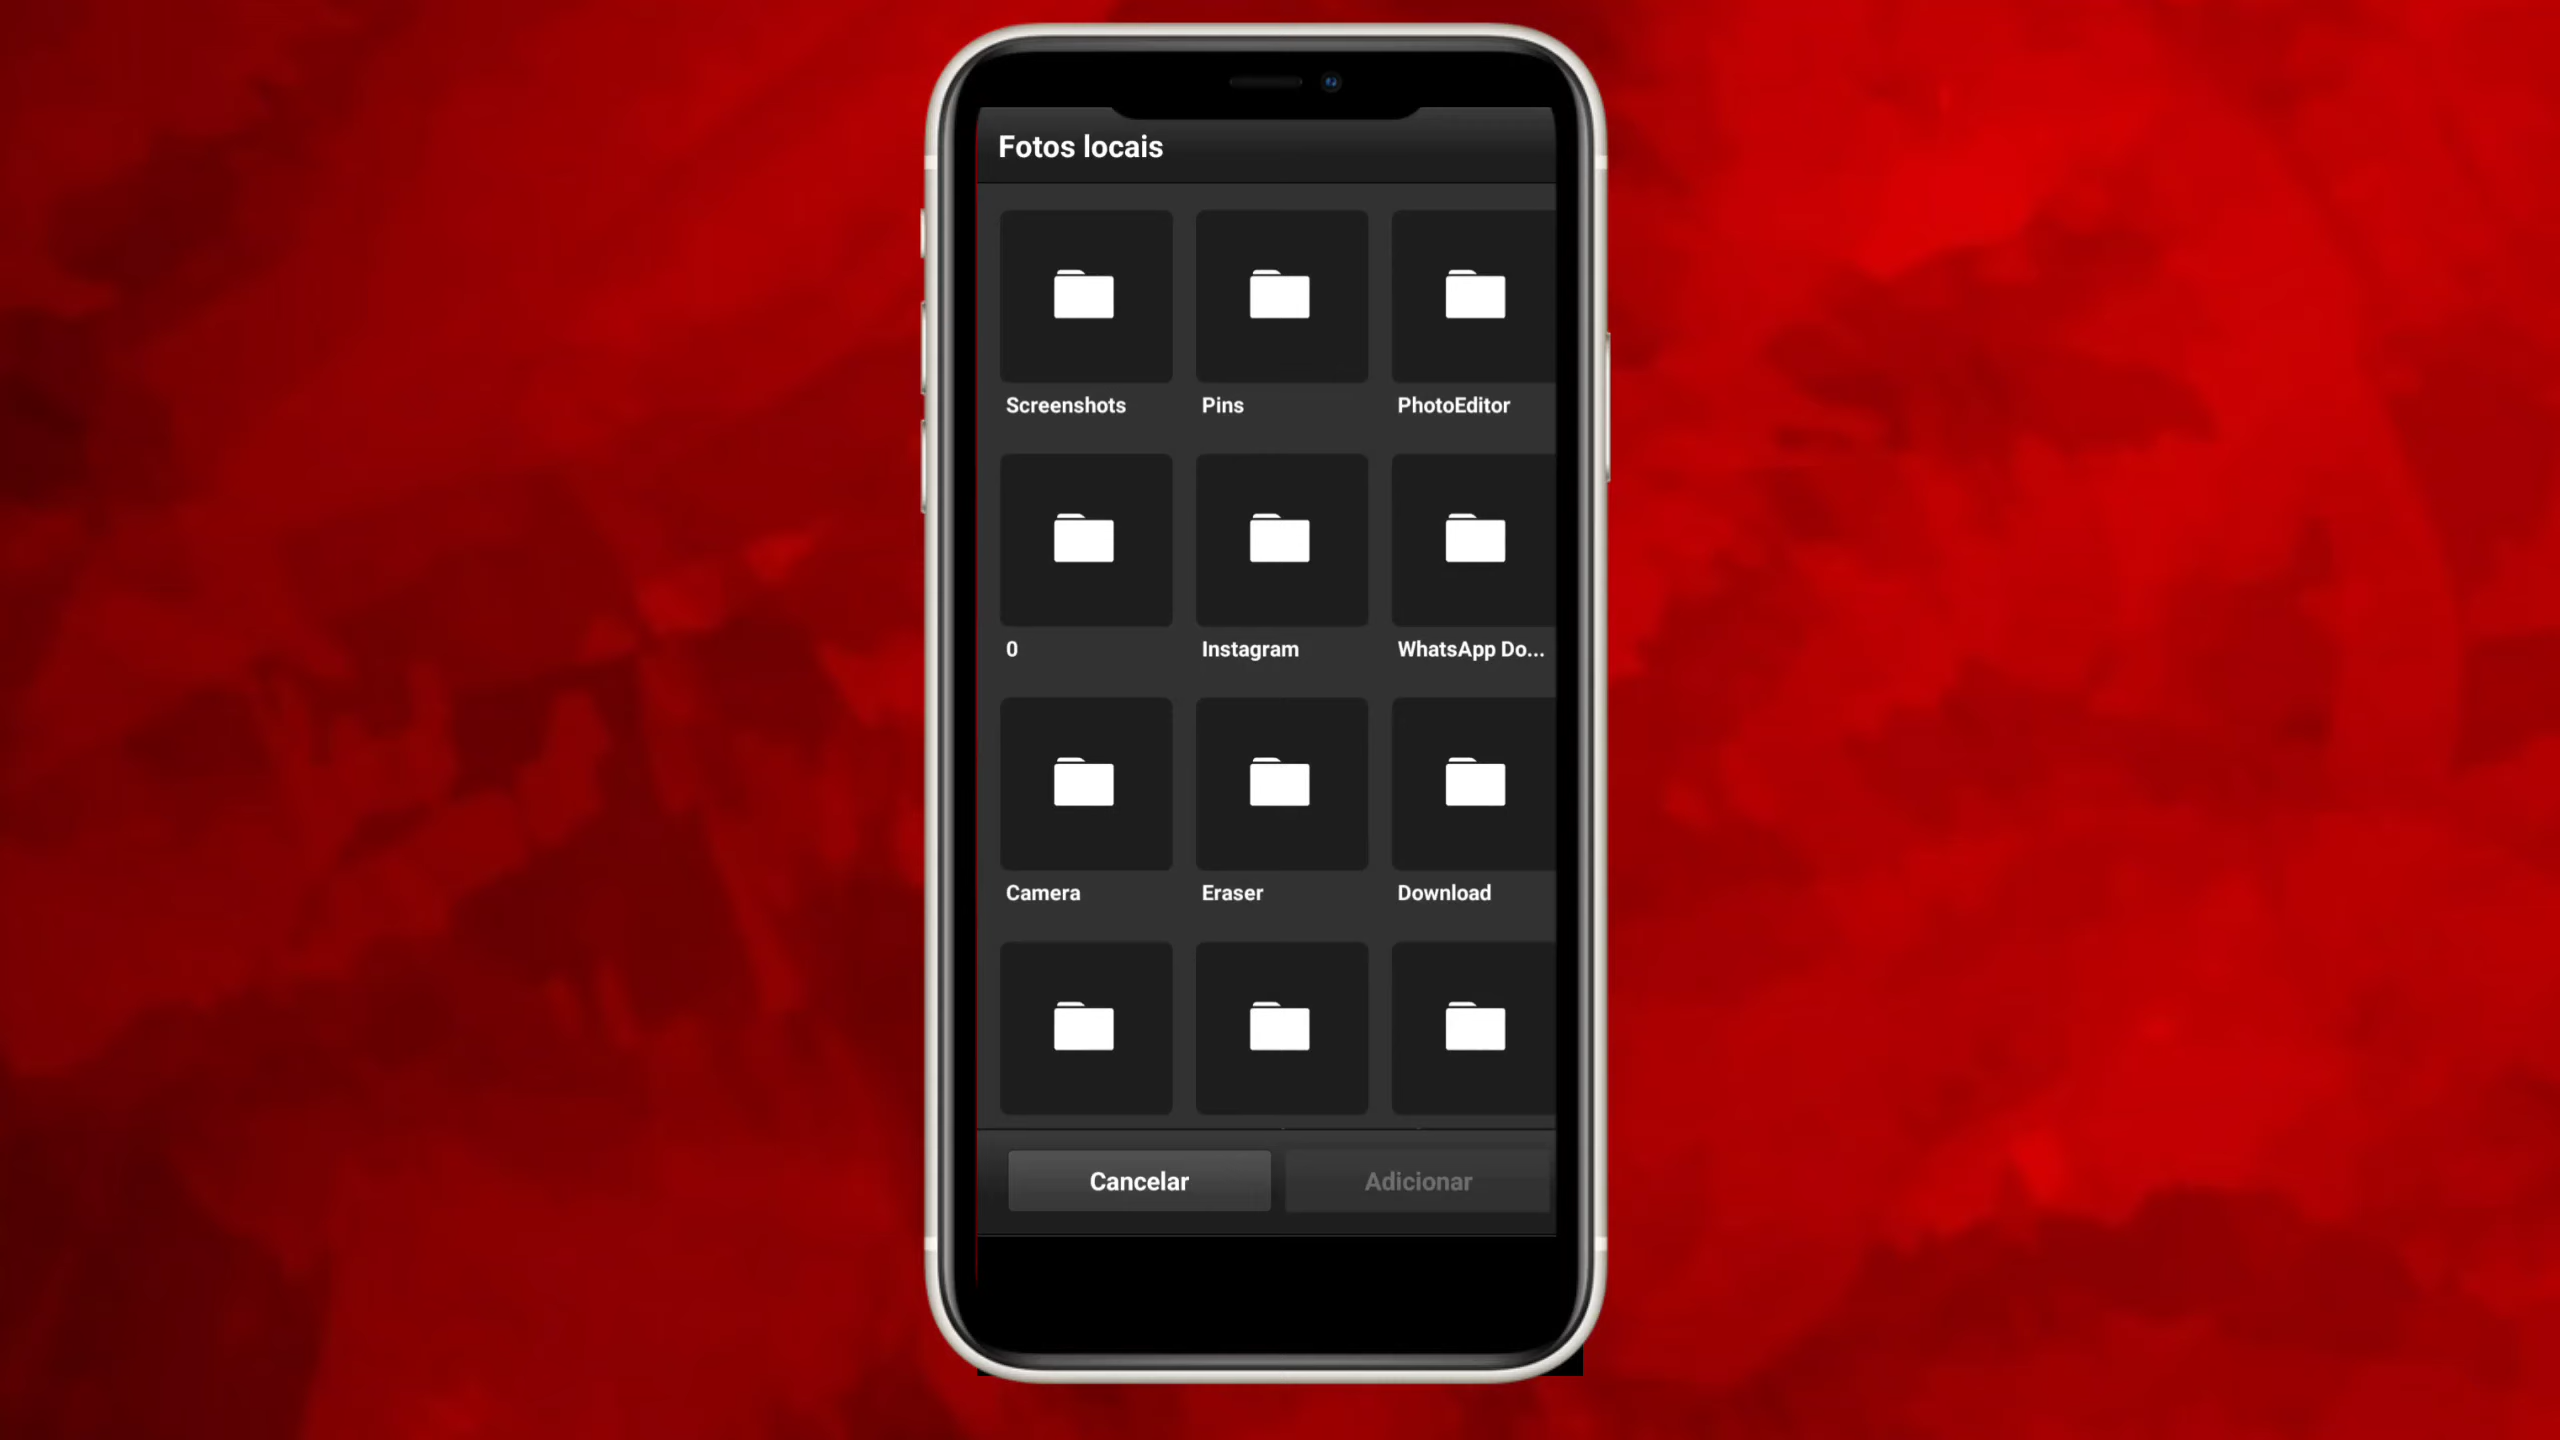 Fotos locais
Screenshots
Pins
PhotoEditor
0
Instagram
WhatsApp Do...
Camera
Eraser
Download
Cancelar
Adicionar